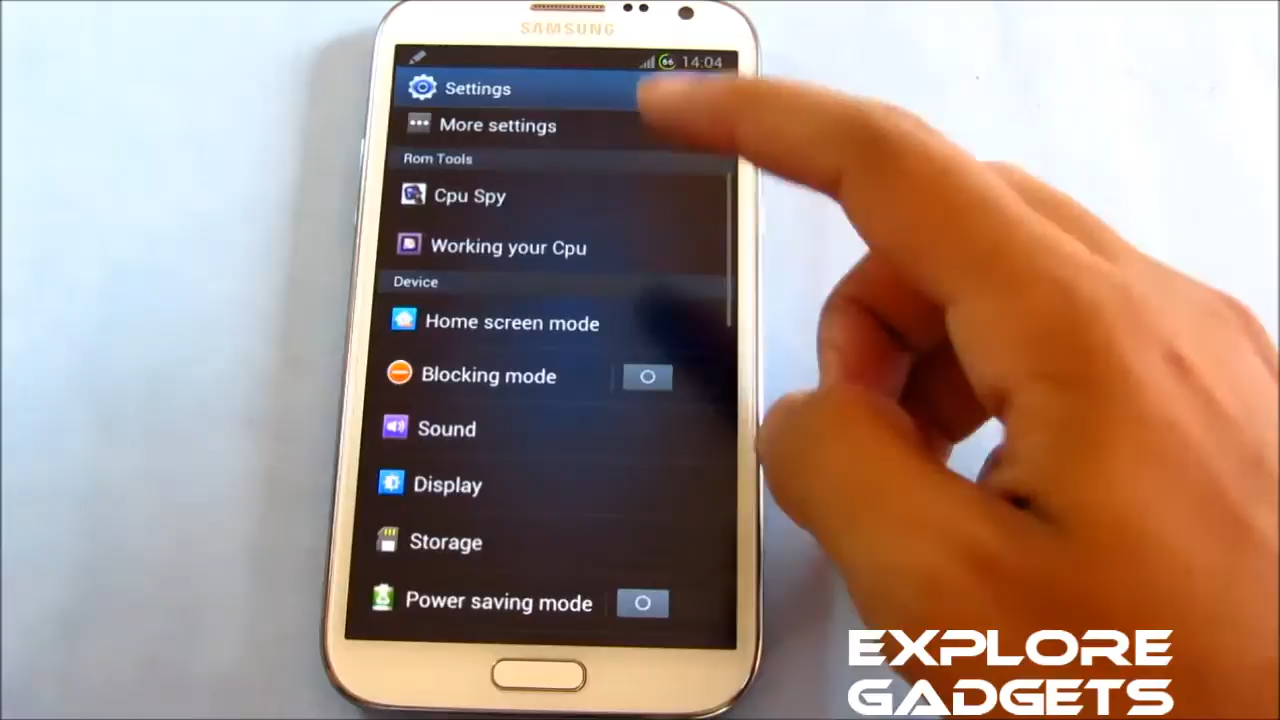 SAMSUNG
66 14:04
Settings
More settings
Rom Tools
Cpu Spy
Working your Cpu
Device
Home screen mode
Blocking mode
Sound
Display
Storage
Power saving mode
EXPLORE
GADGETS